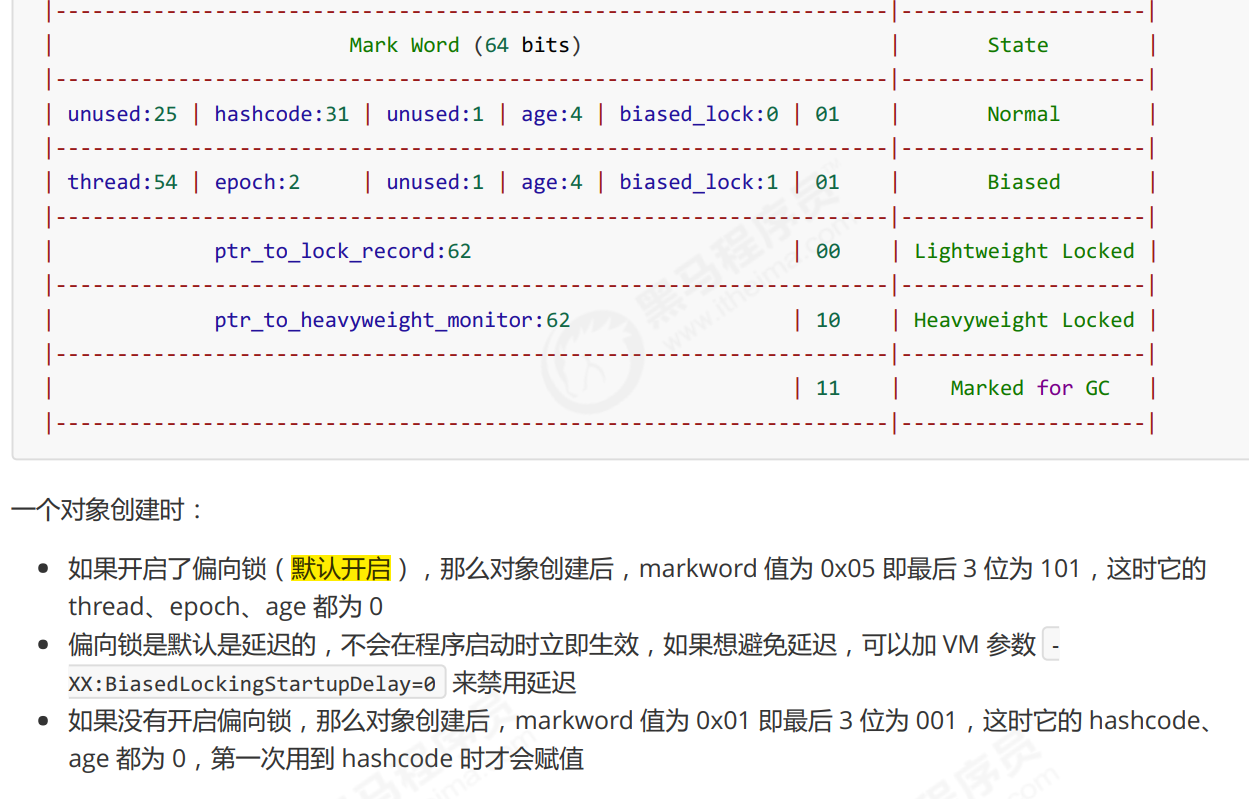 |--------------------------------------------------------------------|--------------------|
| Mark Word (64 bits) | State |
|--------------------------------------------------------------------|--------------------|
| unused:25 | hashcode:31 | unused:1 | age:4 | biased_lock:0 | 01 | Normal |
|--------------------------------------------------------------------|--------------------|
| thread:54 | epoch:2 | unused:1 | age:4 | biased_lock:1 | 01 | Biased |
|--------------------------------------------------------------------|--------------------|
| ptr_to_lock_record:62 | 00 | Lightweight Locked |
|--------------------------------------------------------------------|--------------------|
| ptr_to_heavyweight_monitor:62 | 10 | Heavyweight Locked |
|--------------------------------------------------------------------|--------------------|
| | 11 | Marked for GC |
|--------------------------------------------------------------------|--------------------|
黑马程序员
www.itheima.com
一个对象创建时：
• 如果开启了偏向锁（默认开启），那么对象创建后，markword 值为 0x05 即最后 3 位为 101，这时它的
thread、epoch、age 都为 0
• 偏向锁是默认是延迟的，不会在程序启动时立即生效，如果想避免延迟，可以加 VM 参数 -
XX:BiasedLockingStartupDelay=0 来禁用延迟
• 如果没有开启偏向锁，那么对象创建后，markword 值为 0x01 即最后 3 位为 001，这时它的 hashcode、
age 都为 0，第一次用到 hashcode 时才会赋值